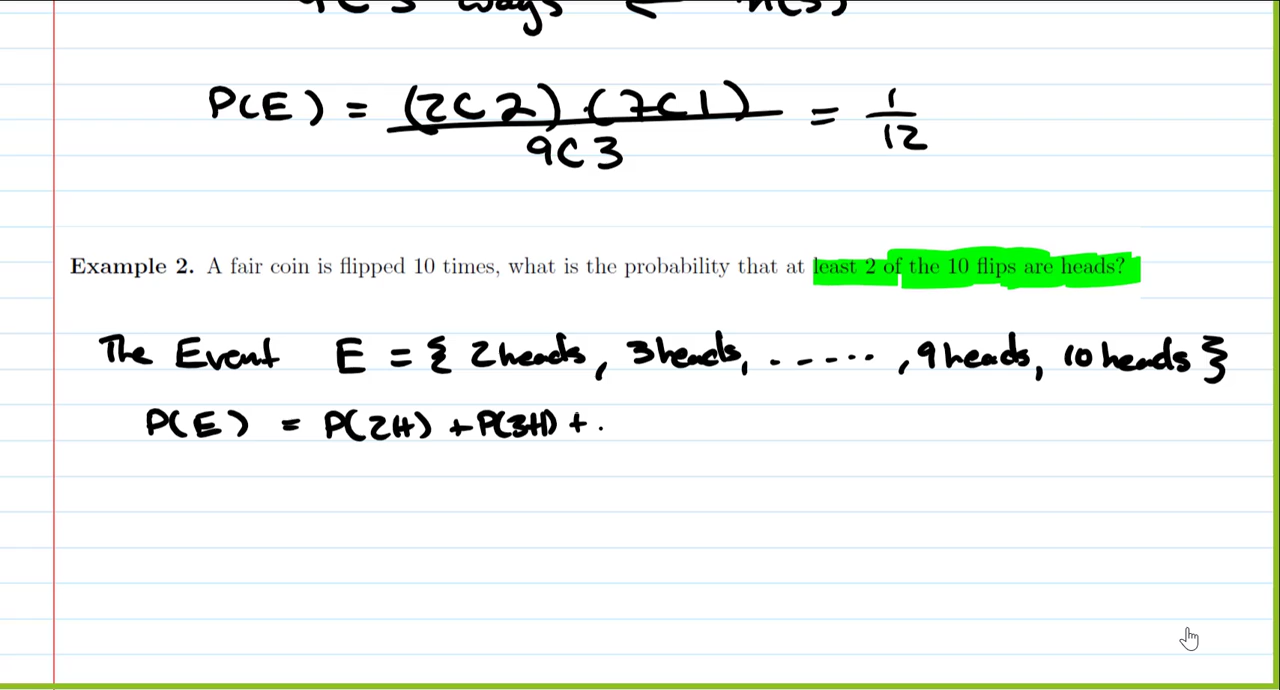 9C3 ways ← n(S)
P(E) = (2C2) (7C1) / 9C3 = 1/12
Example 2. A fair coin is flipped 10 times, what is the probability that at least 2 of the 10 flips are heads?
The Event E = { 2 heads, 3 heads, . - - . . . , 9 heads, 10 heads }
P(E) = P(2H) + P(3H) + .